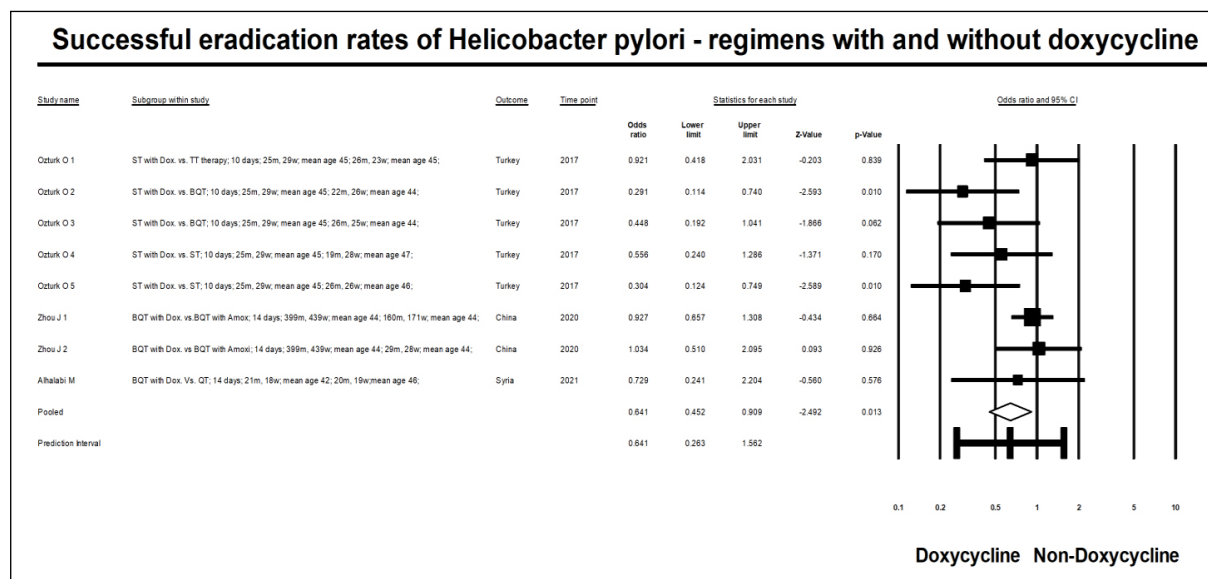 Successful eradication rates of Helicobacter pylori - regimens with and without doxycycline
Study name Subgroup within study Outcome Time point Statistics for each study Odds ratio and 95% CI
Odds ratio Lower limit Upper limit Z-Value p-Value
Ozturk O 1 ST with Dox. vs. TT therapy; 10 days; 25m, 29w; mean age 45; 26m, 23w; mean age 45; Turkey 2017 0.921 0.418 2.031 -0.203 0.839
Ozturk O 2 ST with Dox. vs. BQT; 10 days; 25m, 29w; mean age 45; 22m, 26w; mean age 44; Turkey 2017 0.291 0.114 0.740 -2.593 0.010
Ozturk O 3 ST with Dox. vs. BQT; 10 days; 25m, 29w; mean age 45; 26m, 25w; mean age 44; Turkey 2017 0.448 0.192 1.041 -1.866 0.062
Ozturk O 4 ST with Dox. vs. ST; 10 days; 25m, 29w; mean age 45; 19m, 28w; mean age 47; Turkey 2017 0.556 0.240 1.286 -1.371 0.170
Ozturk O 5 ST with Dox. vs. ST; 10 days; 25m, 29w; mean age 45; 26m, 26w; mean age 46; Turkey 2017 0.304 0.124 0.749 -2.589 0.010
Zhou J 1 BQT with Dox. vs.BQT with Amox; 14 days; 399m, 439w; mean age 44; 160m, 171w; mean age 44; China 2020 0.927 0.657 1.308 -0.434 0.664
Zhou J 2 BQT with Dox. vs BQT with Amoxi; 14 days; 399m, 439w; mean age 44; 29m, 28w; mean age 44; China 2020 1.034 0.510 2.095 0.093 0.926
Alhalabi M BQT with Dox. Vs. QT; 14 days; 21m, 18w; mean age 42; 20m, 19w;mean age 46; Syria 2021 0.729 0.241 2.204 -0.560 0.576
Pooled 0.641 0.452 0.909 -2.492 0.013
Prediction Interval 0.641 0.263 1.562
0.1 0.2 0.5 1 2 5 10
Doxycycline Non-Doxycycline